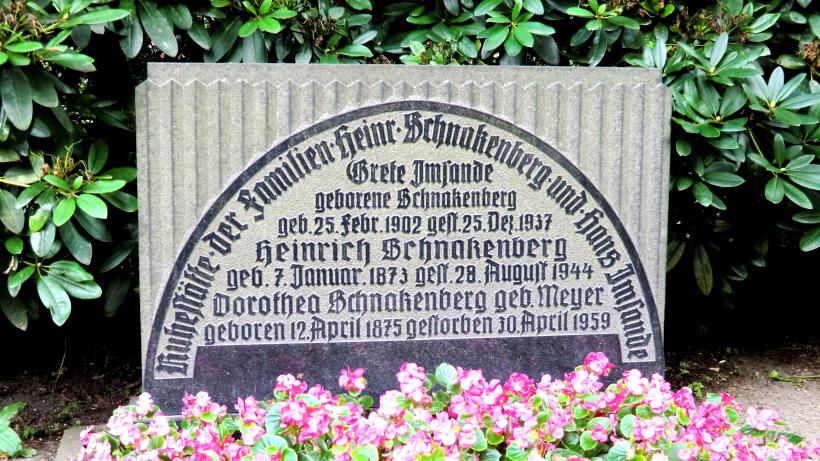 Ruhestätte·der Familien·Heinr·Schnakenberg·und·Hans Imsande
Grete Imsande
geborene Schnakenberg
geb. 25. Febr. 1902 gest. 25. Dez. 1937
Heinrich Schnakenberg
geb. 7. Januar. 1873 gest. 28. August 1944
Dorothea Schnakenberg geb. Meyer
geboren 12. April 1875 gestorben 30. April 1959